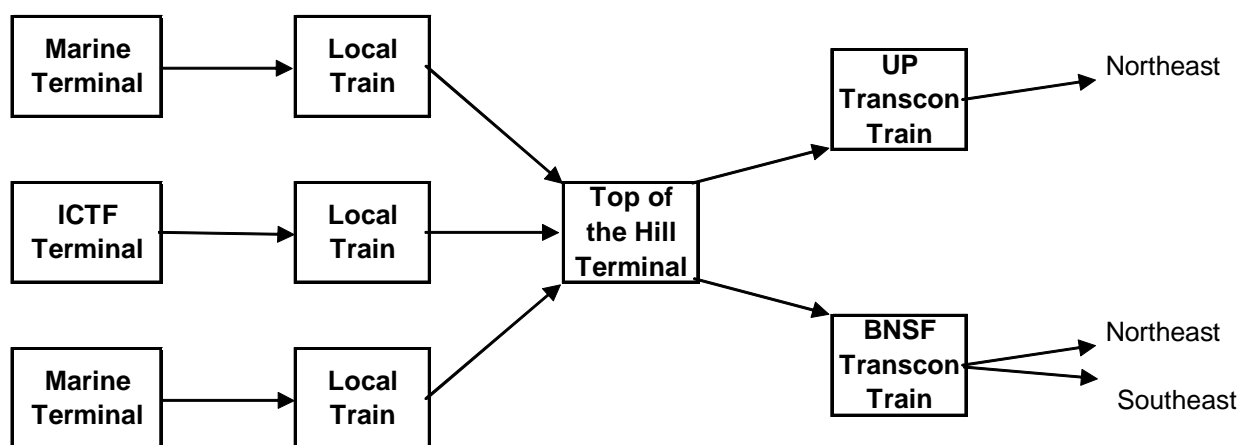 Marine
Terminal
Local
Train
UP
Transcon
Train
Northeast
ICTF
Terminal
Local
Train
Top of
the Hill
Terminal
Marine
Terminal
Local
Train
BNSF
Transcon
Train
Northeast
Southeast